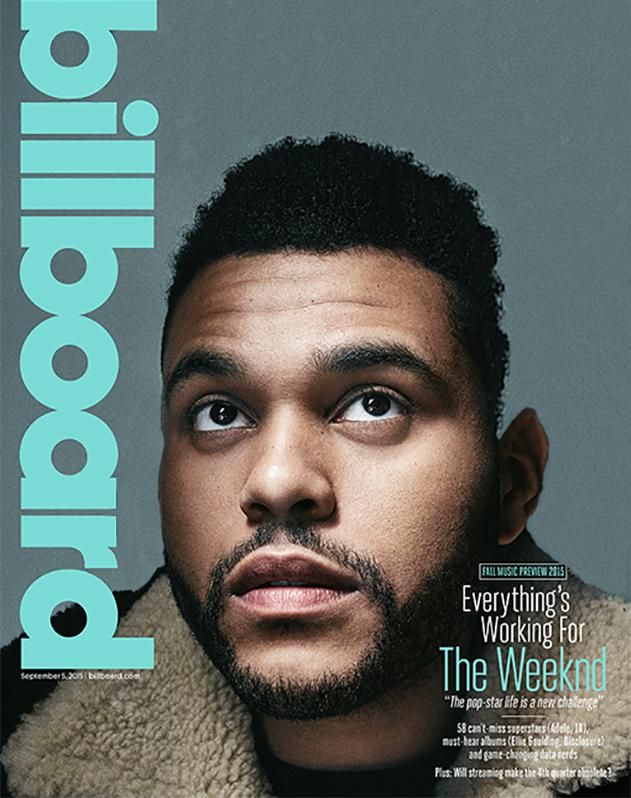 billboard
September 5, 2015 | billboard.com
FALL MUSIC PREVIEW 2015
Everything's
Working For
The Weeknd
"The pop-star life is a new challenge"
58 can't-miss superstars (Adele, 1D),
must-hear albums (Ellie Goulding, Disclosure)
and game-changing data nerds
Plus: Will streaming make the 4th quarter obsolete?